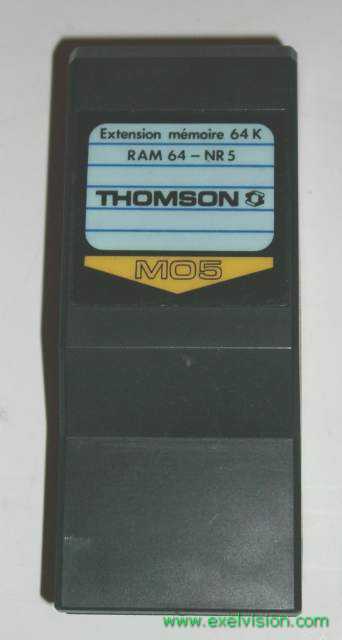 Extension mémoire 64 K
RAM 64 – NR 5
THOMSON
MO5
www.exelvision.com